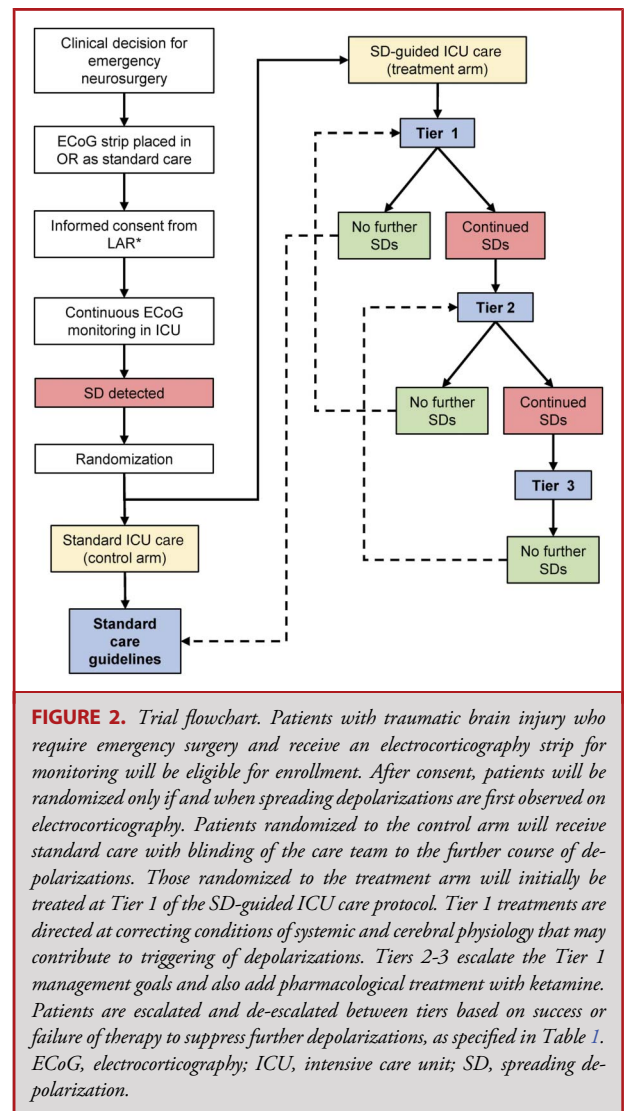 Clinical decision for
emergency
neurosurgery
ECoG strip placed in
OR as standard care
Informed consent from
LAR*
Continuous ECoG
monitoring in ICU
SD detected
Randomization
Standard ICU care
(control arm)
Standard
care
guidelines
SD-guided ICU care
(treatment arm)
Tier 1
No further
SDs
Continued
SDs
Tier 2
No further
SDs
Continued
SDs
Tier 3
No further
SDs
FIGURE 2. Trial flowchart. Patients with traumatic brain injury who
require emergency surgery and receive an electrocorticography strip for
monitoring will be eligible for enrollment. After consent, patients will be
randomized only if and when spreading depolarizations are first observed on
electrocorticography. Patients randomized to the control arm will receive
standard care with blinding of the care team to the further course of de-
polarizations. Those randomized to the treatment arm will initially be
treated at Tier 1 of the SD-guided ICU care protocol. Tier 1 treatments are
directed at correcting conditions of systemic and cerebral physiology that may
contribute to triggering of depolarizations. Tiers 2-3 escalate the Tier 1
management goals and also add pharmacological treatment with ketamine.
Patients are escalated and de-escalated between tiers based on success or
failure of therapy to suppress further depolarizations, as specified in Table 1.
ECoG, electrocorticography; ICU, intensive care unit; SD, spreading de-
polarization.